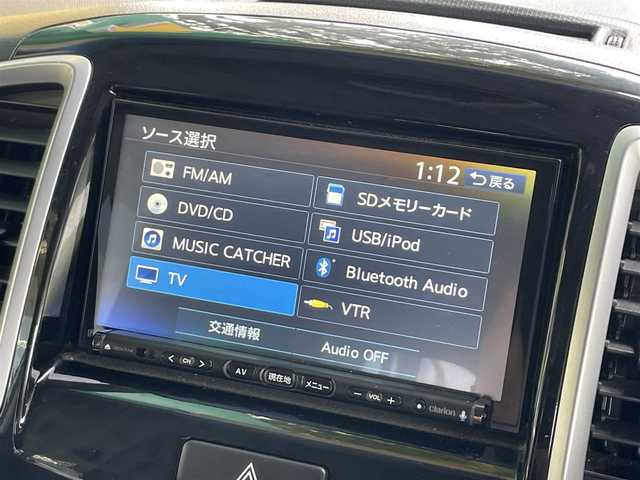 ソース選択
1:12 戻る
FM/AM
SDメモリーカード
DVD/CD
USB/iPod
MUSIC CATCHER
Bluetooth Audio
TV
VTR
交通情報
Audio OFF
< CH >
AV
現在地
メニュー
− VOL +
clarion